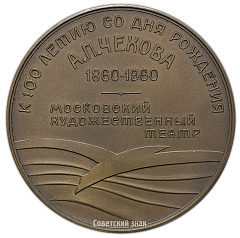 К 100 ЛЕТИЮ СО ДНЯ РОЖДЕНИЯ
А.П.ЧЕХОВА
1860-1960
МОСКОВСКИЙ
ХУДОЖЕСТВЕННЫЙ
ТЕАТР
Советский знак